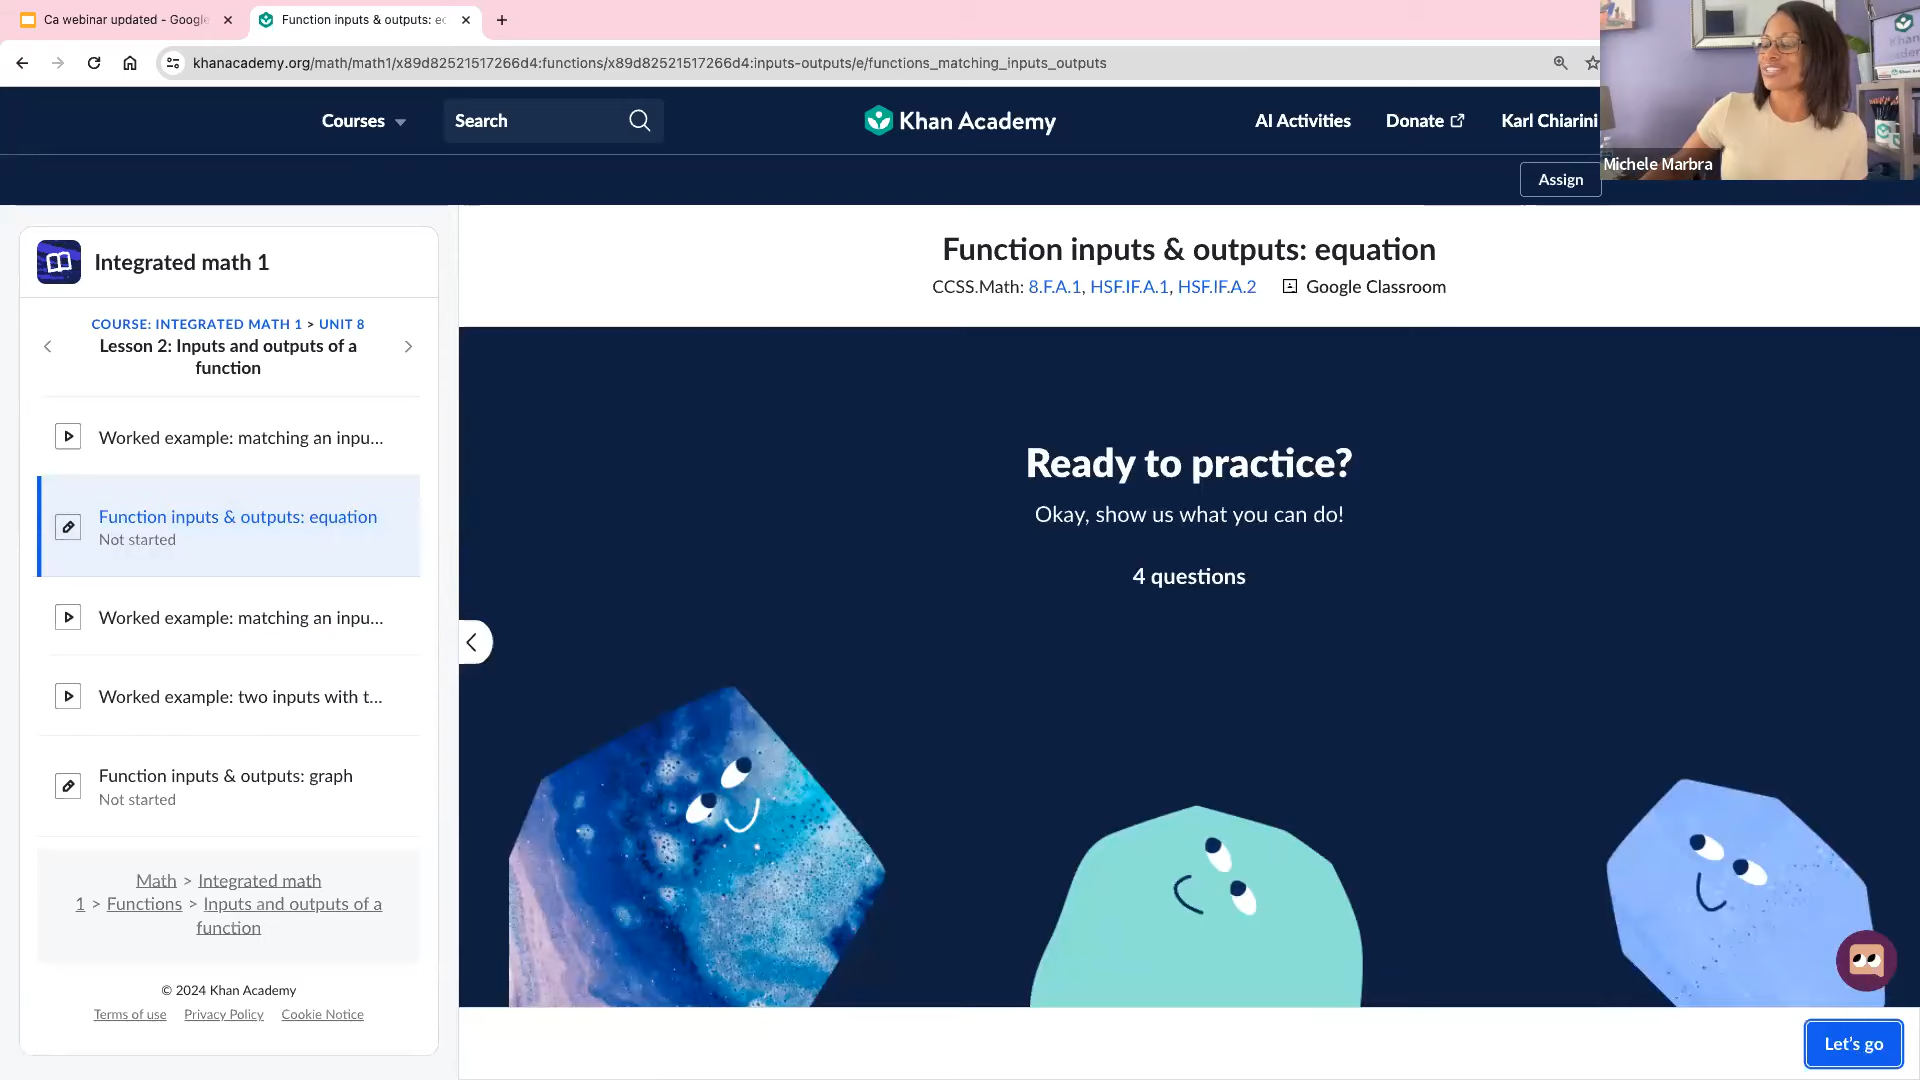 Ca webinar updated - Google
Function inputs & outputs: eq
khanacademy.org/math/math1/x89d82521517266d4:functions/x89d82521517266d4:inputs-outputs/e/functions_matching_inputs_outputs
Courses
Search
Khan Academy
AI Activities
Donate
Karl Chiarini
Michele Marbra
Assign
Integrated math 1
COURSE: INTEGRATED MATH 1 > UNIT 8
Lesson 2: Inputs and outputs of a
function
Worked example: matching an inpu...
Function inputs & outputs: equation
Not started
Worked example: matching an inpu...
Worked example: two inputs with t...
Function inputs & outputs: graph
Not started
Math > Integrated math
1 > Functions > Inputs and outputs of a
function
© 2024 Khan Academy
Terms of use Privacy Policy Cookie Notice
Function inputs & outputs: equation
CCSS.Math: 8.F.A.1, HSF.IF.A.1, HSF.IF.A.2 Google Classroom
Ready to practice?
Okay, show us what you can do!
4 questions
Let's go